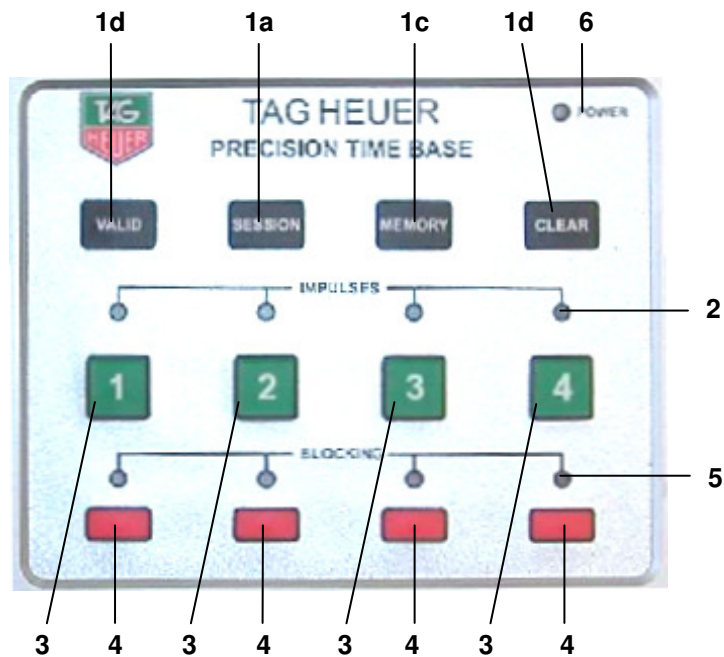 1d 1a 1c 1d 6
TAG HEUER
TAG HEUER
PRECISION TIME BASE
POWER
VALID SESSION MEMORY CLEAR
IMPULSES
2
1 2 3 4
BLOCKING
5
3 4 3 4 3 4 3 4